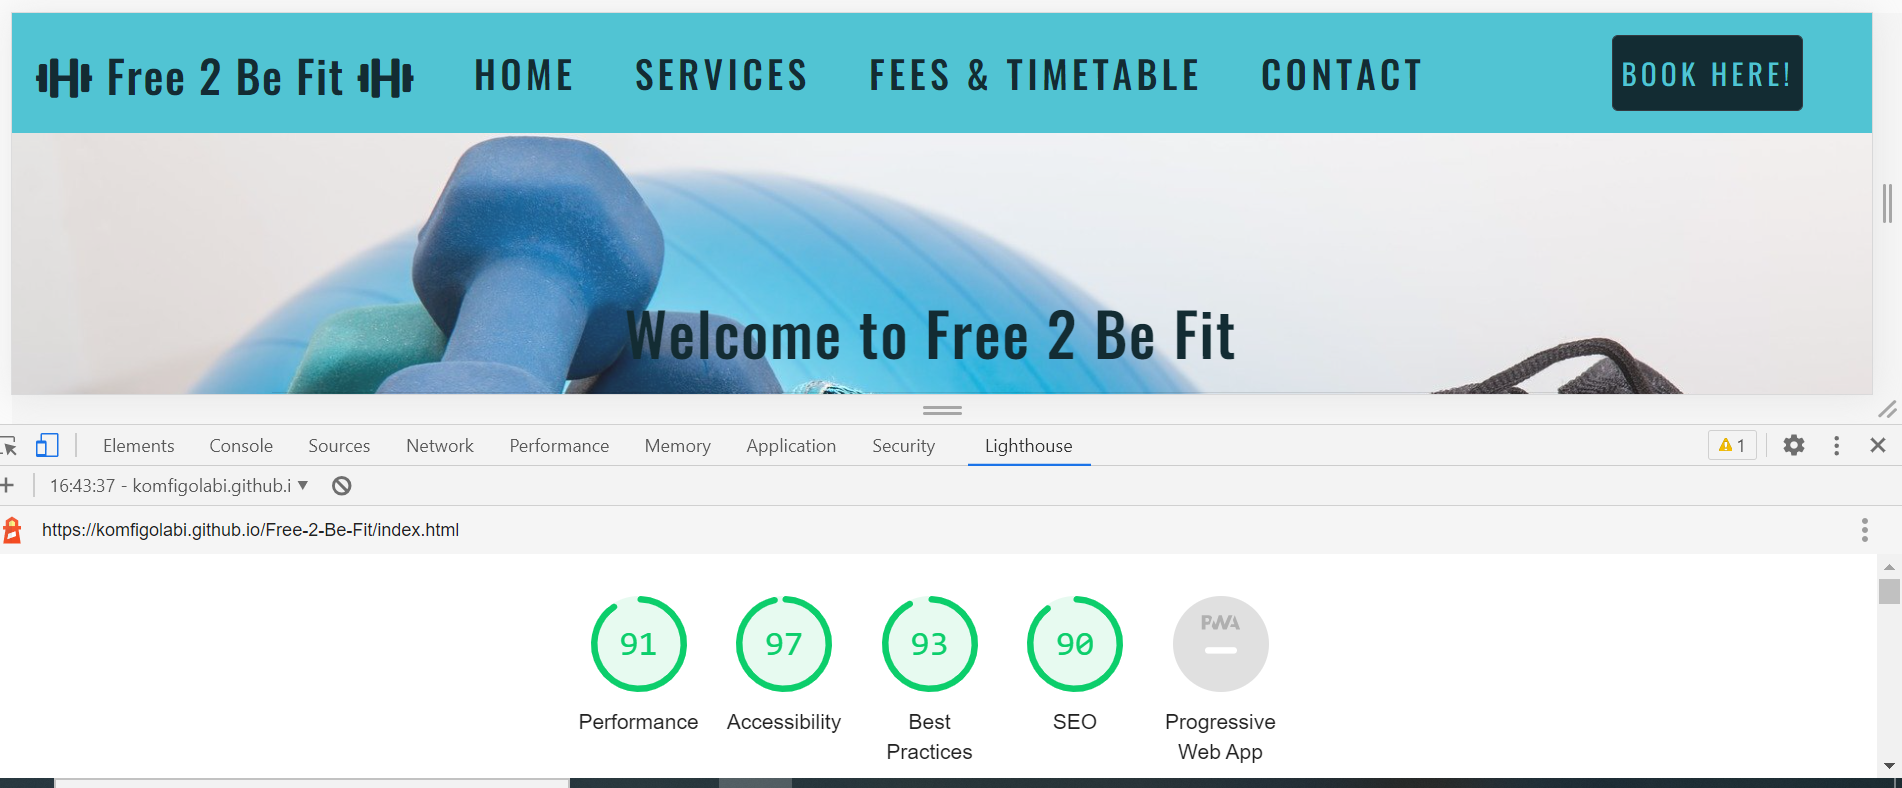 Free 2 Be Fit HOME SERVICES FEES & TIMETABLE CONTACT BOOK HERE!
Welcome to Free 2 Be Fit
Elements Console Sources Network Performance Memory Application Security Lighthouse 1
16:43:37 - komfigolabi.github.i
https://komfigolabi.github.io/Free-2-Be-Fit/index.html
91 97 93 90 PWA
Performance Accessibility Best SEO Progressive
Practices Web App